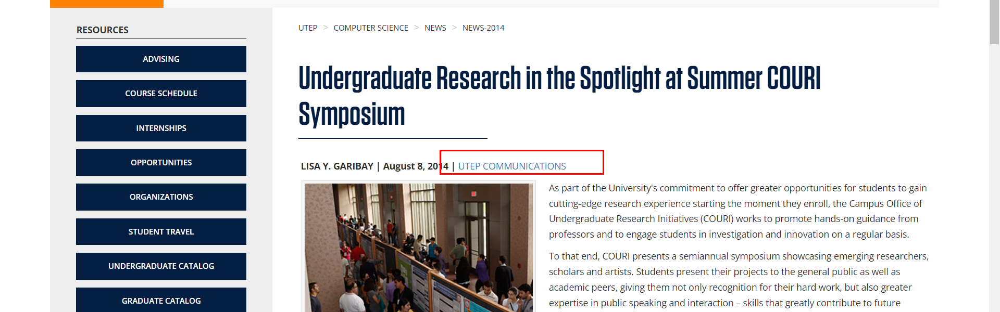 RESOURCES
ADVISING
COURSE SCHEDULE
INTERNSHIPS
OPPORTUNITIES
ORGANIZATIONS
STUDENT TRAVEL
UNDERGRADUATE CATALOG
GRADUATE CATALOG
UTEP > COMPUTER SCIENCE > NEWS > NEWS-2014
Undergraduate Research in the Spotlight at Summer COURI
Symposium
LISA Y. GARIBAY | August 8, 2014 | UTEP COMMUNICATIONS
As part of the University's commitment to offer greater opportunities for students to gain
cutting-edge research experience starting the moment they enroll, the Campus Office of
Undergraduate Research Initiatives (COURI) works to promote hands-on guidance from
professors and to engage students in investigation and innovation on a regular basis.
To that end, COURI presents a semiannual symposium showcasing emerging researchers,
scholars and artists. Students present their projects to the general public as well as
academic peers, giving them not only recognition for their hard work, but also greater
expertise in public speaking and interaction – skills that greatly contribute to future